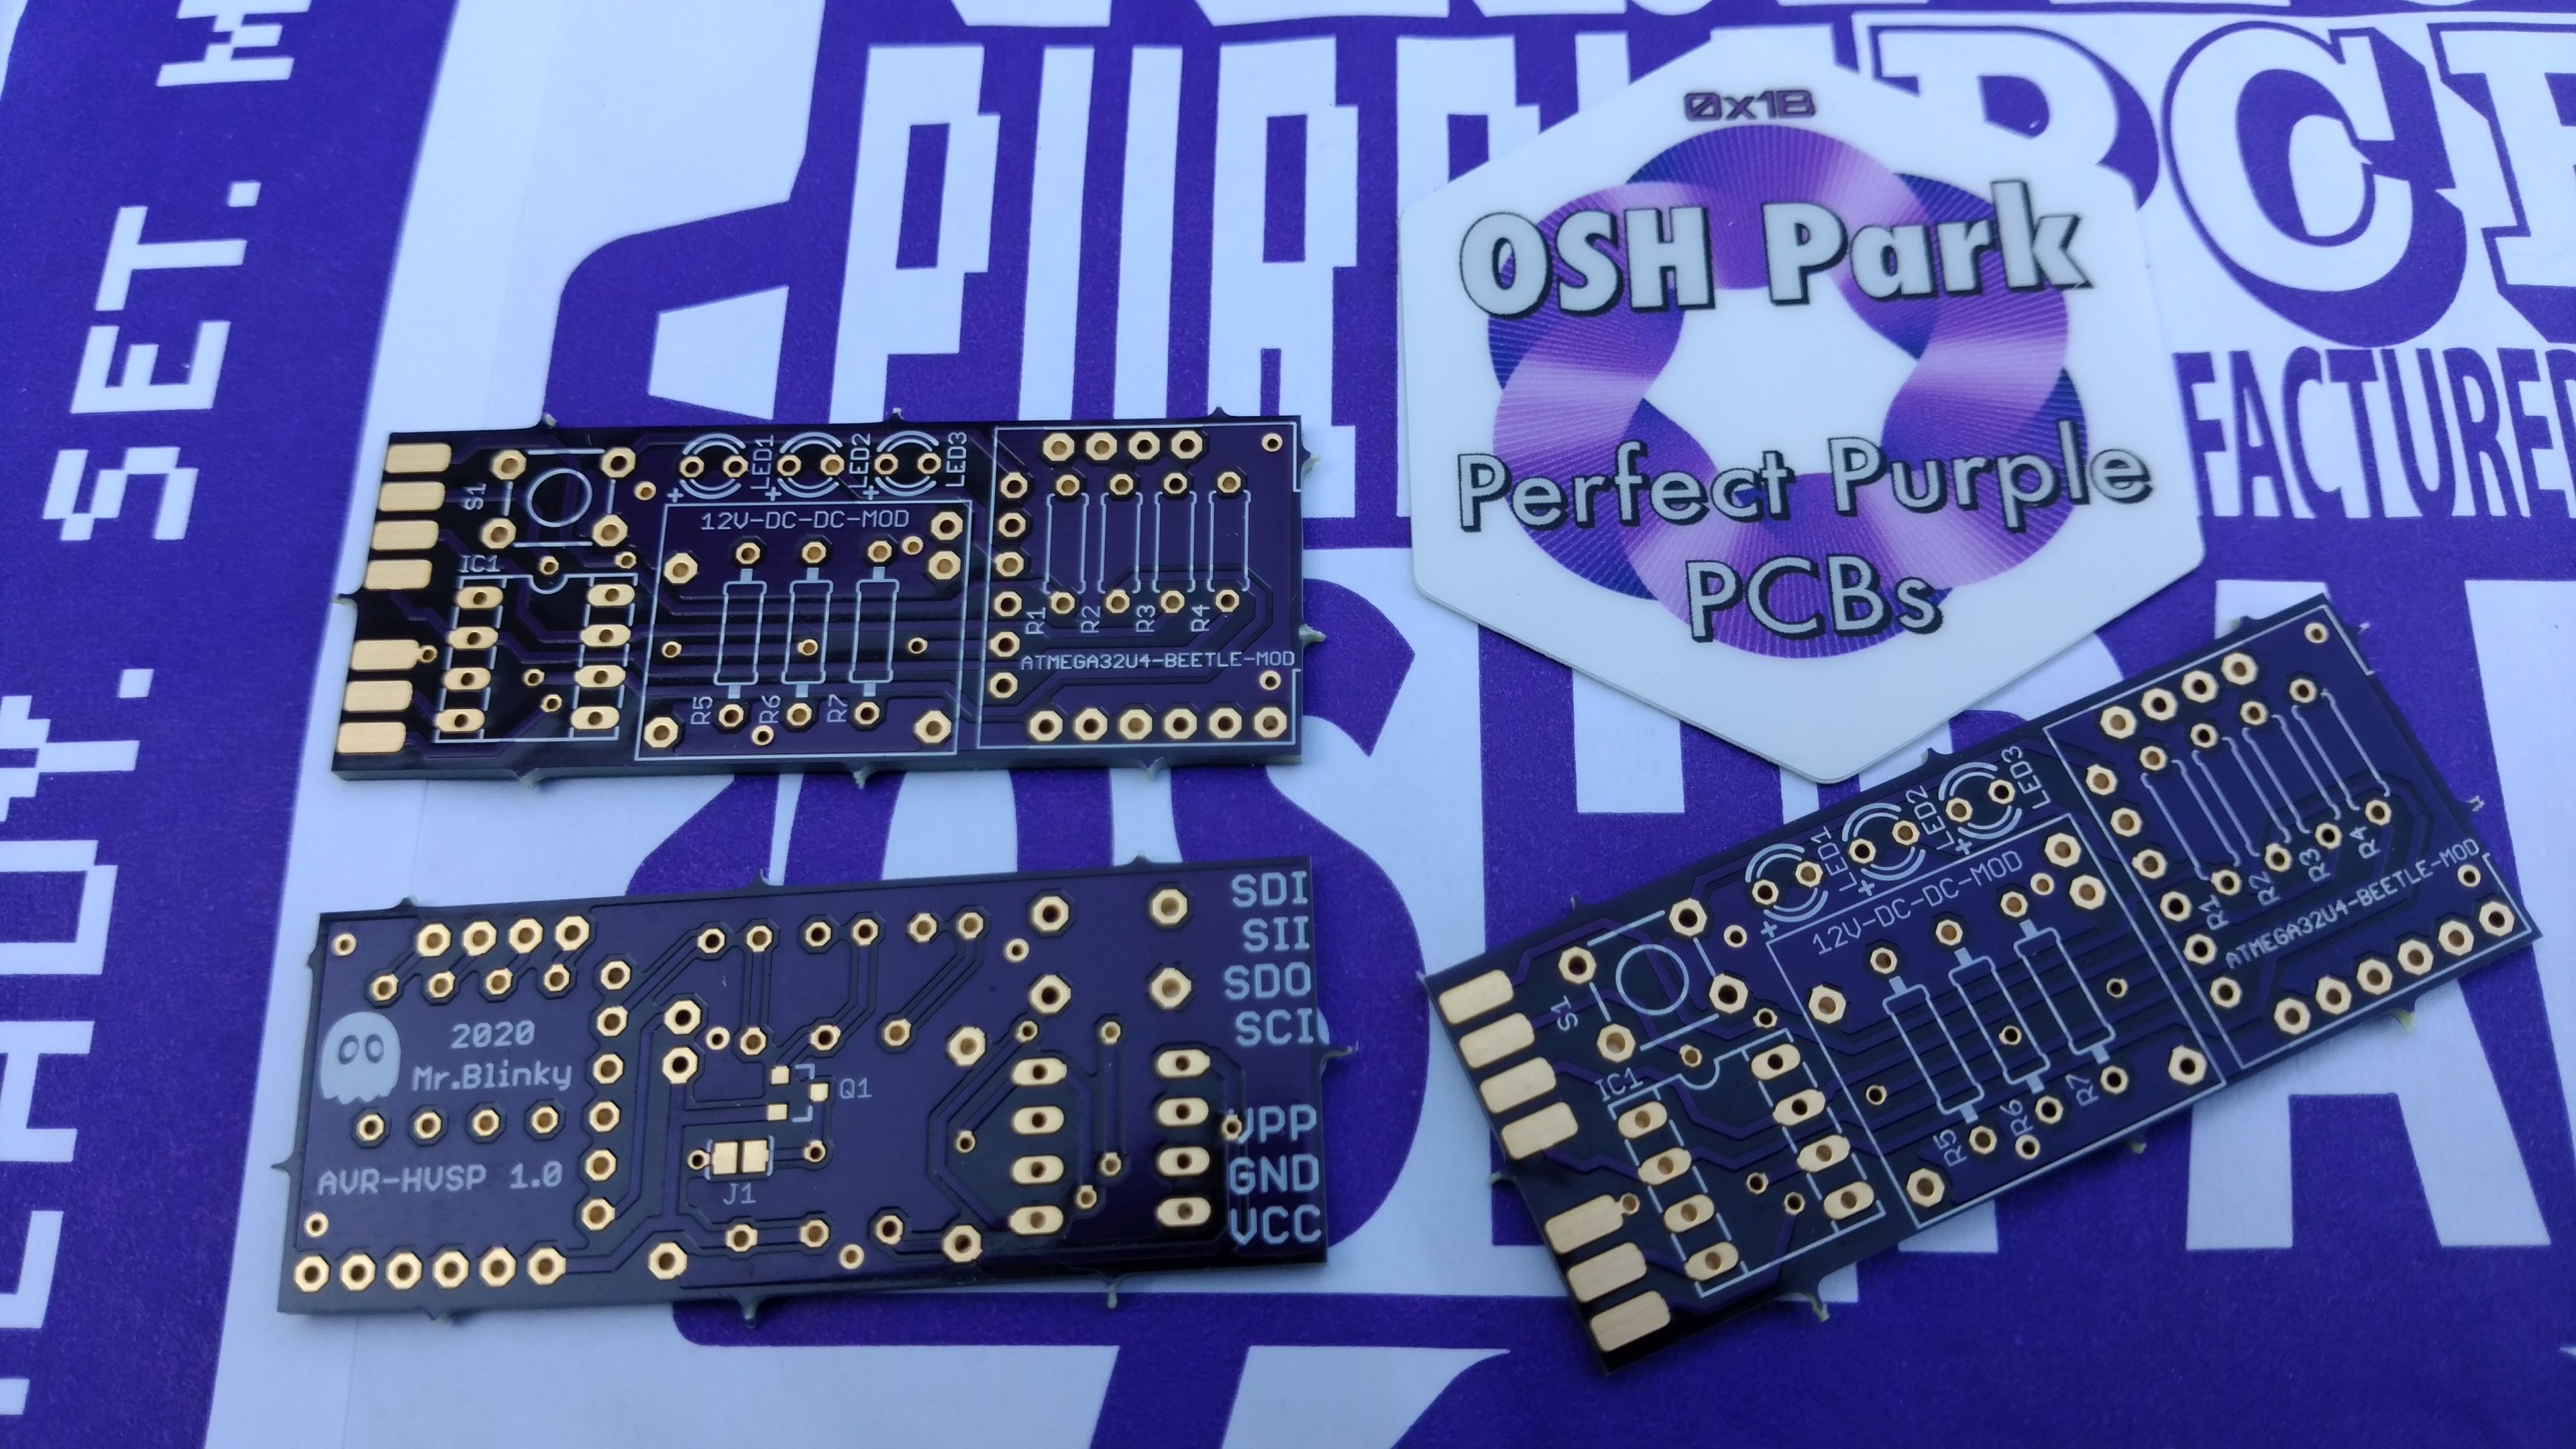 SET. M
0x1B
OSH Park
Perfect Purple
PCBs
FACTURE
S1
LED1
LED2
LED3
12V-DC-DC-MOD
IC1
R1
R2
R3
R4
ATMEGA32U4-BEETLE-MOD
R5
R6
R7
SDI
SII
SDO
SCI
2020
Mr.Blinky
Q1
AVR-HVSP 1.0
J1
VPP
GND
VCC
S1
LED1
LED2
LED3
12V-DC-DC-MOD
IC1
R1
R2
R3
R4
ATMEGA32U4-BEETLE-MOD
R5
R6
R7